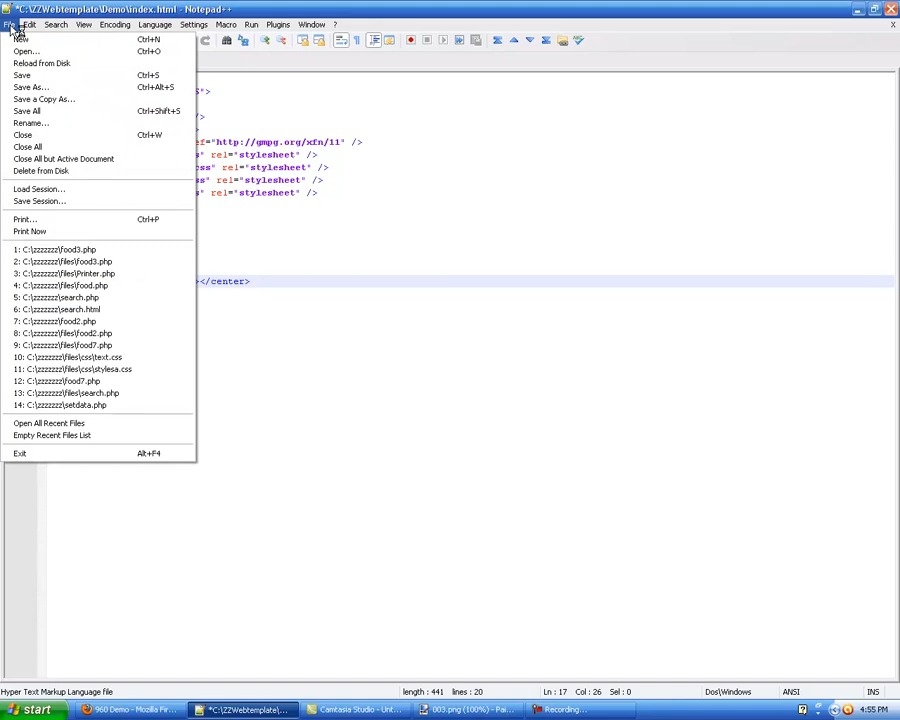 *C:\ZZWebtemplate\Demo\index.html - Notepad++
File Edit Search View Encoding Language Settings Macro Run Plugins Window ? X
New Ctrl+N
Open... Ctrl+O
Reload from Disk
Save Ctrl+S
Save As... Ctrl+Alt+S
Save a Copy As...
Save All Ctrl+Shift+S
Rename...
Close Ctrl+W
Close All
Close All but Active Document
Delete from Disk
Load Session...
Save Session...
Print... Ctrl+P
Print Now
1: C:\zzzzzzz\food3.php
2: C:\zzzzzzz\files\food3.php
3: C:\zzzzzzz\files\Printer.php
4: C:\zzzzzzz\files\food.php
5: C:\zzzzzzz\search.php
6: C:\zzzzzzz\search.html
7: C:\zzzzzzz\food2.php
8: C:\zzzzzzz\files\food2.php
9: C:\zzzzzzz\files\food7.php
10: C:\zzzzzzz\files\css\text.css
11: C:\zzzzzzz\files\css\stylesa.css
12: C:\zzzzzzz\food7.php
13: C:\zzzzzzz\files\search.php
14: C:\zzzzzzz\setdata.php
Open All Recent Files
Empty Recent Files List
Exit Alt+F4
S">
/>
>
ef="http://gmpg.org/xfn/11" />
s" rel="stylesheet" />
css" rel="stylesheet" />
ss" rel="stylesheet" />
s" rel="stylesheet" />
></center>
Hyper Text Markup Language file length : 441 lines : 20 Ln : 17 Col : 26 Sel : 0 Dos\Windows ANSI INS
start 960 Demo - Mozilla Fir... *C:\ZZWebtemplate\... Camtasia Studio - Unt... 003.png (100%) - Pai... Recording... 4:55 PM